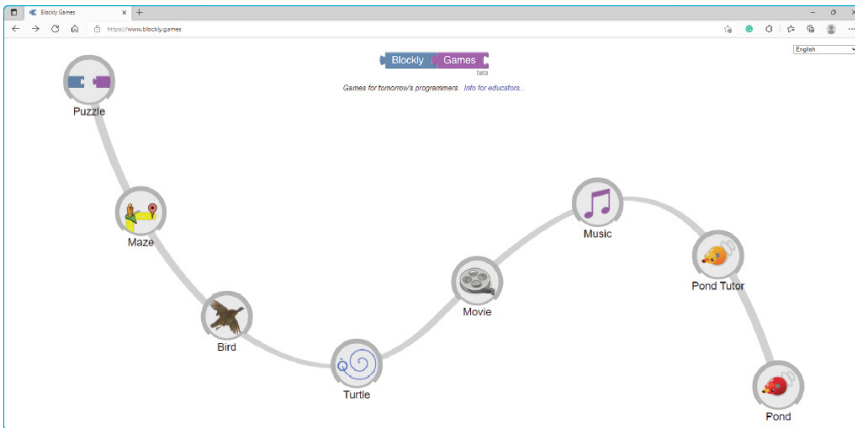 Blockly Games
https://www.blockly.games
English
Blockly Games
beta
Games for tomorrow's programmers. Info for educators...
Puzzle
Maze
Bird
Turtle
Movie
Music
Pond Tutor
Pond